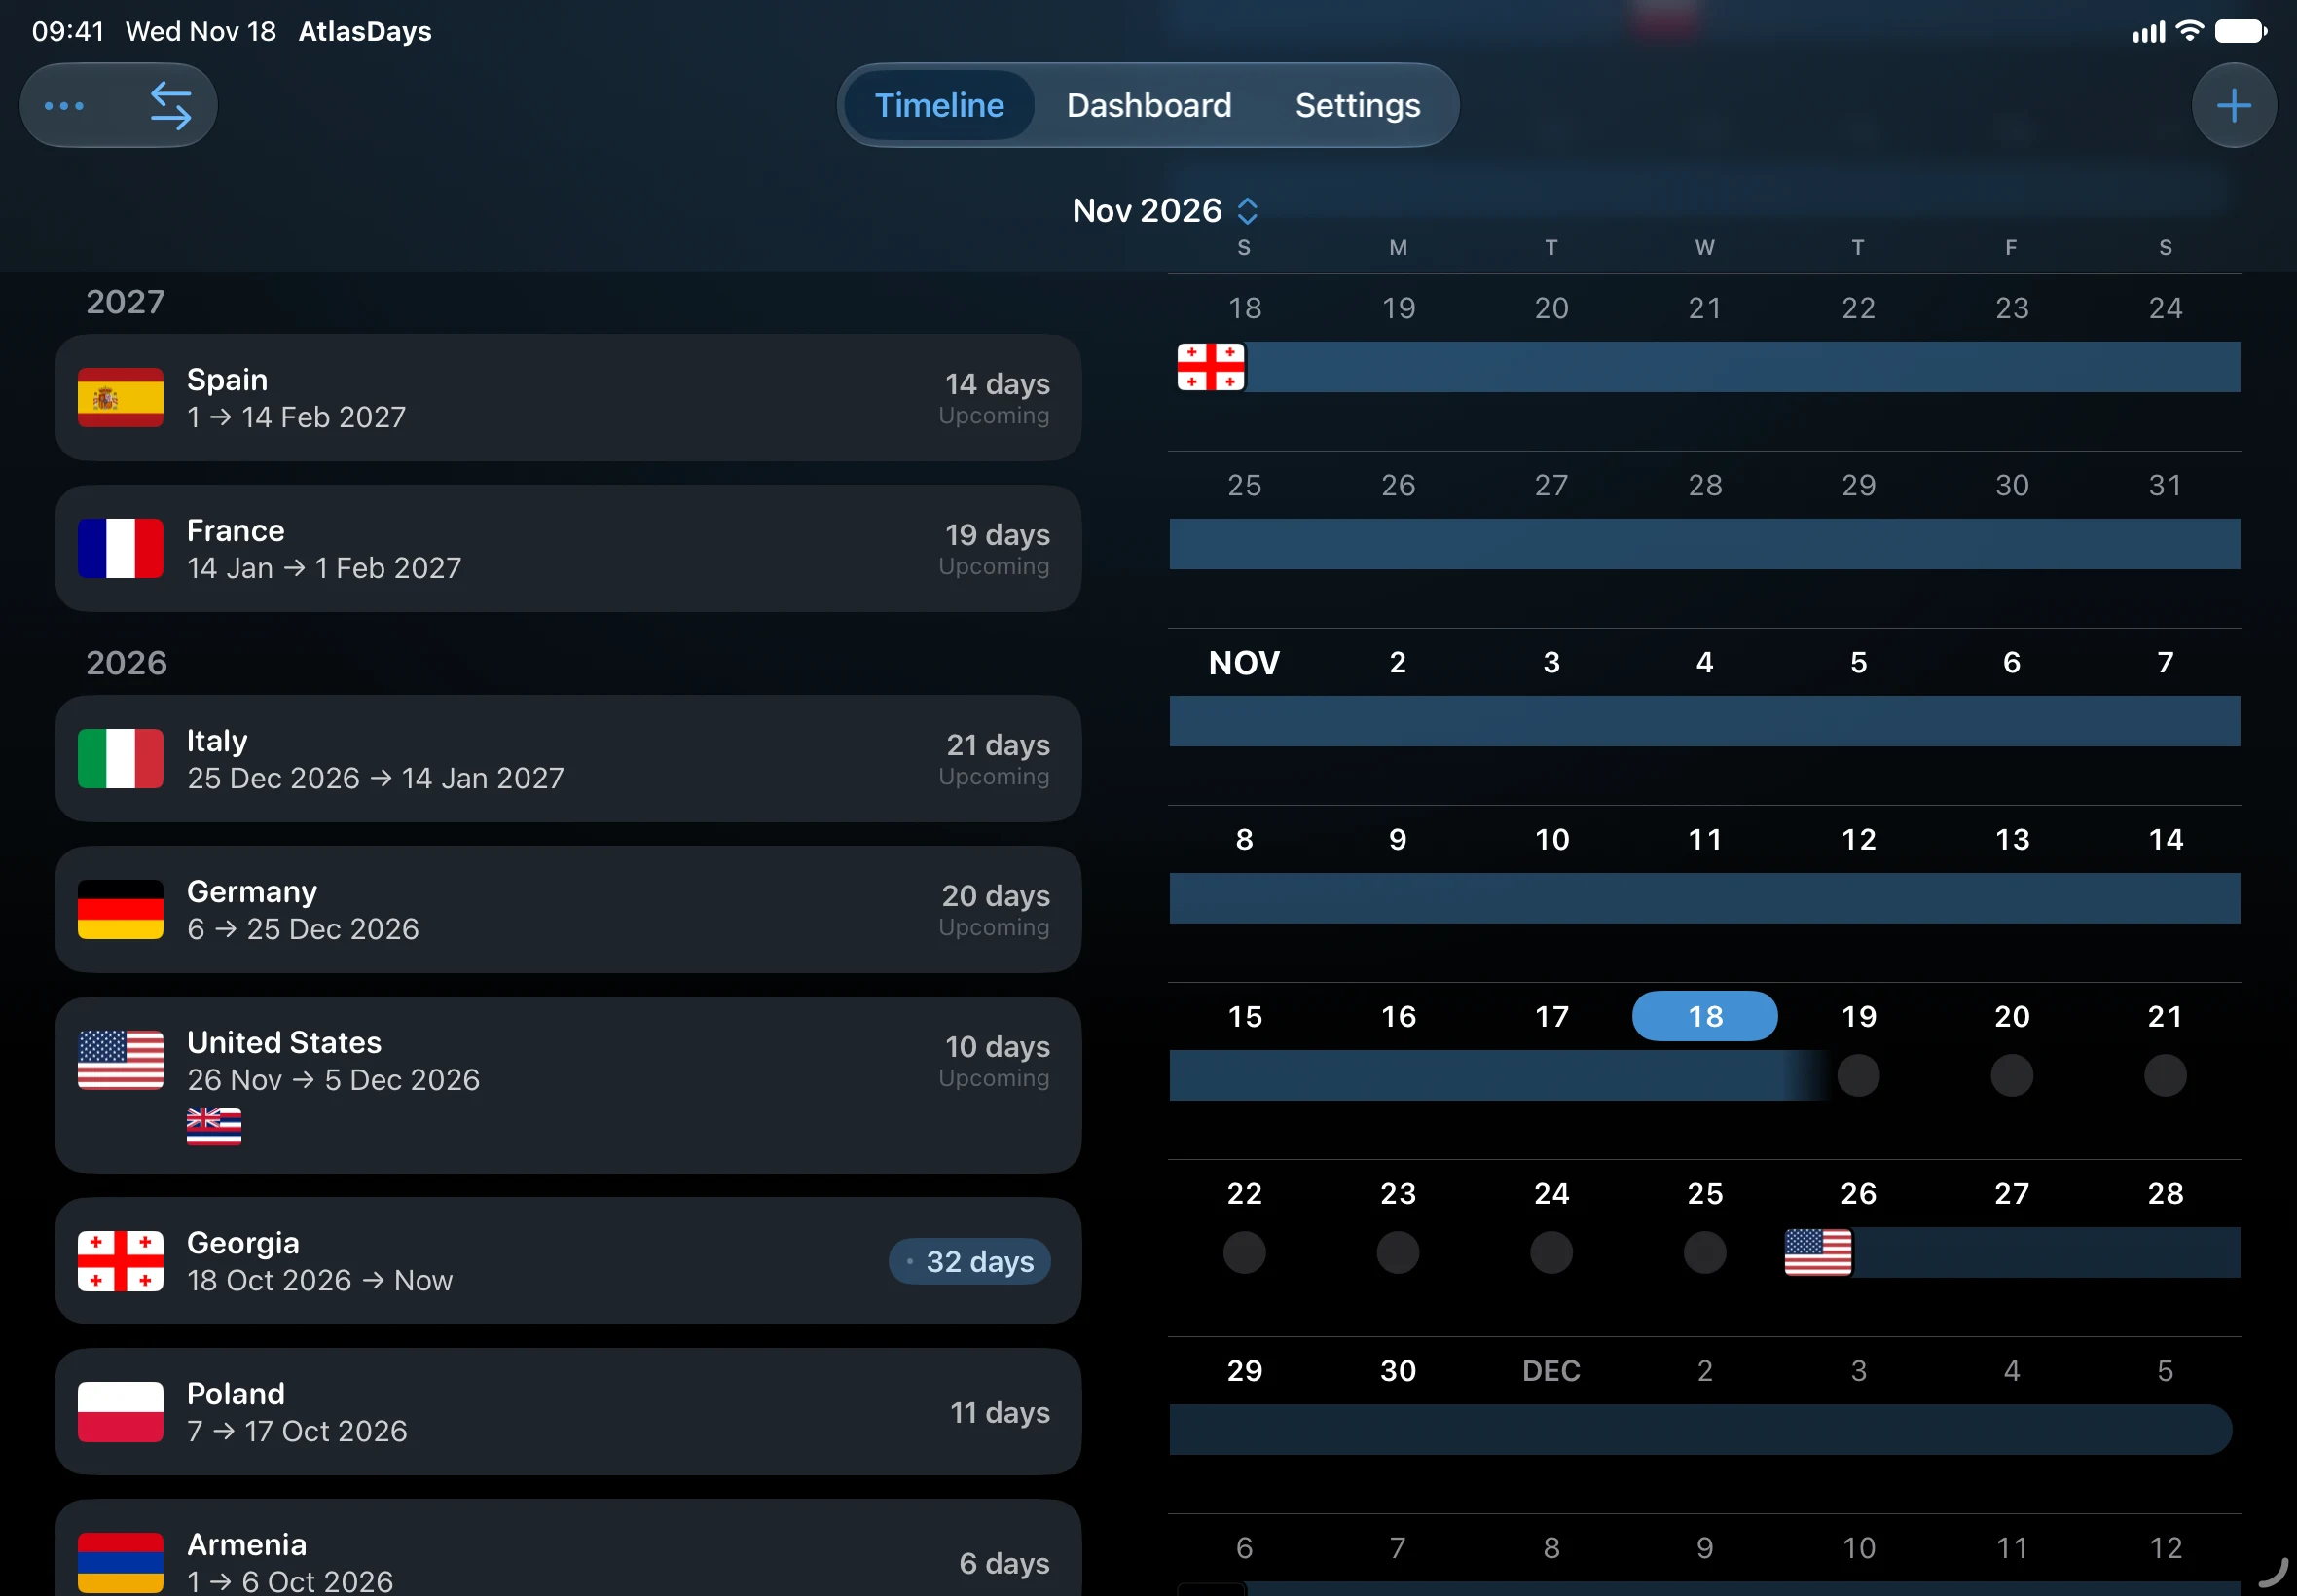 09:41 Wed Nov 18 AtlasDays
Timeline Dashboard Settings
Nov 2026
S M T W T F S
2027
Spain
1 → 14 Feb 2027
14 days
Upcoming
France
14 Jan → 1 Feb 2027
19 days
Upcoming
2026
Italy
25 Dec 2026 → 14 Jan 2027
21 days
Upcoming
Germany
6 → 25 Dec 2026
20 days
Upcoming
United States
26 Nov → 5 Dec 2026
10 days
Upcoming
Georgia
18 Oct 2026 → Now
32 days
Poland
7 → 17 Oct 2026
11 days
Armenia
1 → 6 Oct 2026
6 days
18 19 20 21 22 23 24
25 26 27 28 29 30 31
NOV 2 3 4 5 6 7
8 9 10 11 12 13 14
15 16 17 18 19 20 21
22 23 24 25 26 27 28
29 30 DEC 2 3 4 5
6 7 8 9 10 11 12